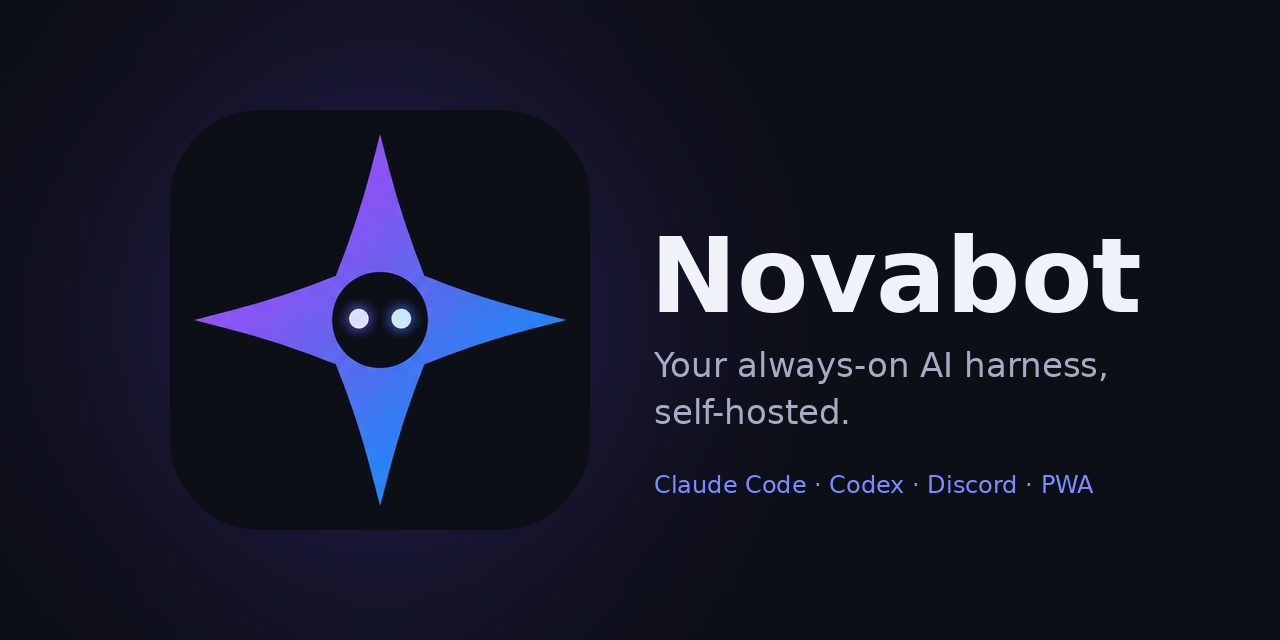 Novabot
Your always-on AI harness,
self-hosted.
Claude Code · Codex · Discord · PWA